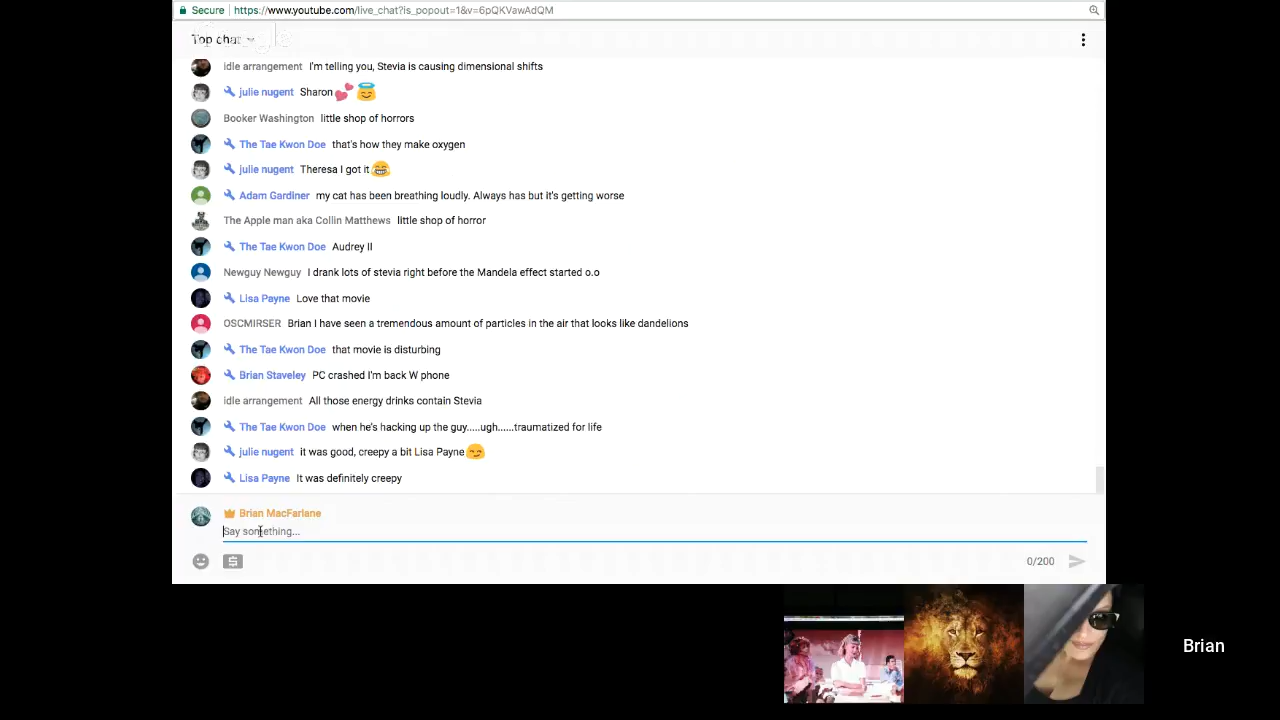 Secure https://www.youtube.com/live_chat?is_popout=1&v=6pQKVawAdQM
Top chat
idle arrangement I'm telling you, Stevia is causing dimensional shifts
julie nugent Sharon 💕 😇
Booker Washington little shop of horrors
The Tae Kwon Doe that's how they make oxygen
julie nugent Theresa I got it 😂
Adam Gardiner my cat has been breathing loudly. Always has but it's getting worse
The Apple man aka Collin Matthews little shop of horror
The Tae Kwon Doe Audrey II
Newguy Newguy I drank lots of stevia right before the Mandela effect started o.o
Lisa Payne Love that movie
OSCMIRSER Brian I have seen a tremendous amount of particles in the air that looks like dandelions
The Tae Kwon Doe that movie is disturbing
Brian Staveley PC crashed I'm back W phone
idle arrangement All those energy drinks contain Stevia
The Tae Kwon Doe when he's hacking up the guy.....ugh......traumatized for life
julie nugent it was good, creepy a bit Lisa Payne 😏
Lisa Payne It was definitely creepy
Brian MacFarlane
Say something...
0/200
Brian